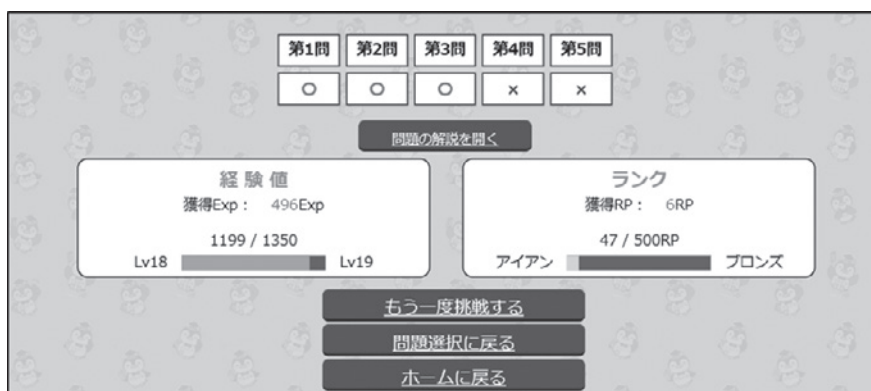 第1問 第2問 第3問 第4問 第5問
○ ○ ○ × ×
問題の解説を開く
経験値
獲得Exp： 496Exp
1199 / 1350
Lv18 Lv19
ランク
獲得RP： 6RP
47 / 500RP
アイアン ブロンズ
もう一度挑戦する
問題選択に戻る
ホームに戻る